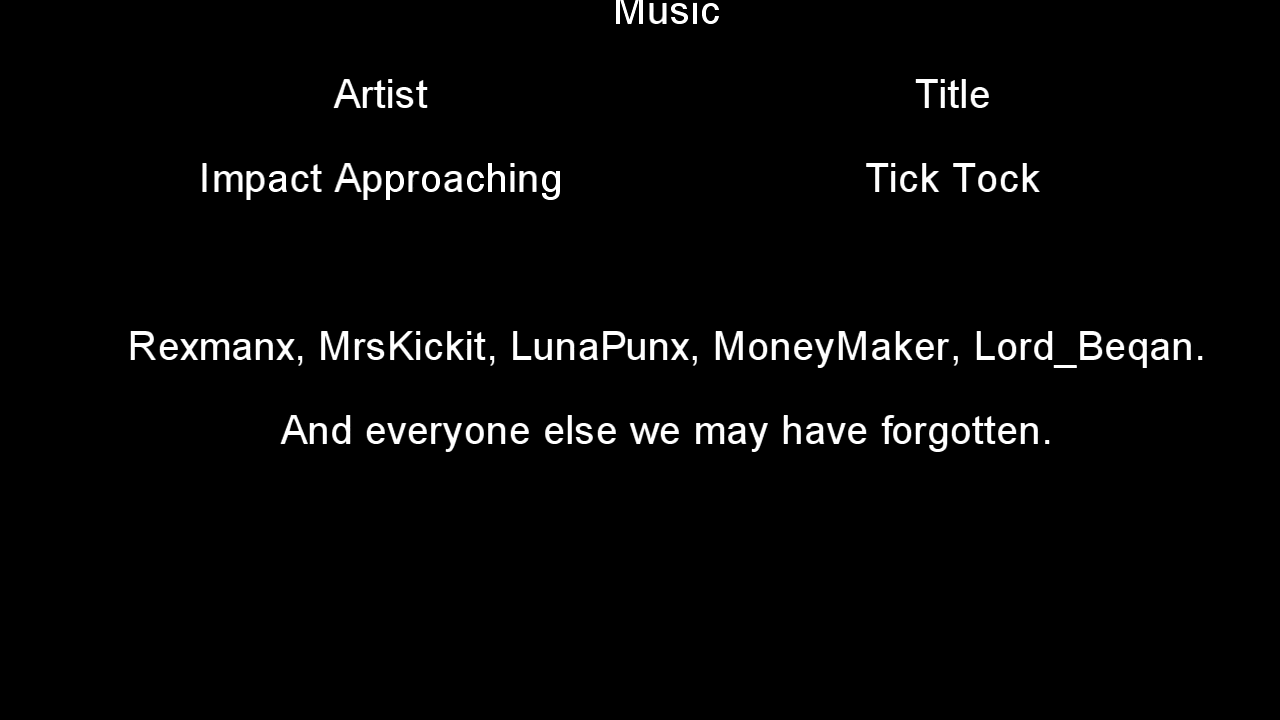 Music
Artist Title
Impact Approaching Tick Tock
Rexmanx, MrsKickit, LunaPunx, MoneyMaker, Lord_Beqan.
And everyone else we may have forgotten.